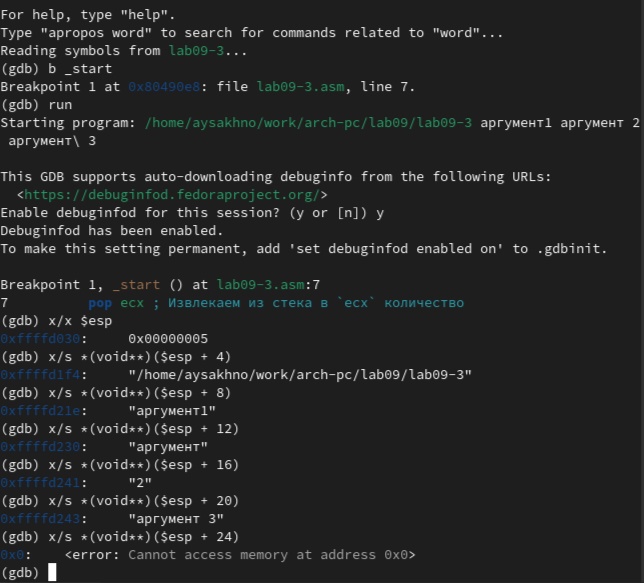 For help, type "help".
Type "apropos word" to search for commands related to "word"...
Reading symbols from lab09-3...
(gdb) b _start
Breakpoint 1 at 0x80490e8: file lab09-3.asm, line 7.
(gdb) run
Starting program: /home/aysakhno/work/arch-pc/lab09/lab09-3 аргумент1 аргумент 2
 аргумент\ 3

This GDB supports auto-downloading debuginfo from the following URLs:
  <https://debuginfod.fedoraproject.org/>
Enable debuginfod for this session? (y or [n]) y
Debuginfod has been enabled.
To make this setting permanent, add 'set debuginfod enabled on' to .gdbinit.

Breakpoint 1, _start () at lab09-3.asm:7
7	pop ecx ; Извлекаем из стека в `ecx` количество
(gdb) x/x $esp
0xffffd030:	0x00000005
(gdb) x/s *(void**)($esp + 4)
0xffffd1f4:	"/home/aysakhno/work/arch-pc/lab09/lab09-3"
(gdb) x/s *(void**)($esp + 8)
0xffffd21e:	"аргумент1"
(gdb) x/s *(void**)($esp + 12)
0xffffd230:	"аргумент"
(gdb) x/s *(void**)($esp + 16)
0xffffd241:	"2"
(gdb) x/s *(void**)($esp + 20)
0xffffd243:	"аргумент 3"
(gdb) x/s *(void**)($esp + 24)
0x0:	<error: Cannot access memory at address 0x0>
(gdb)